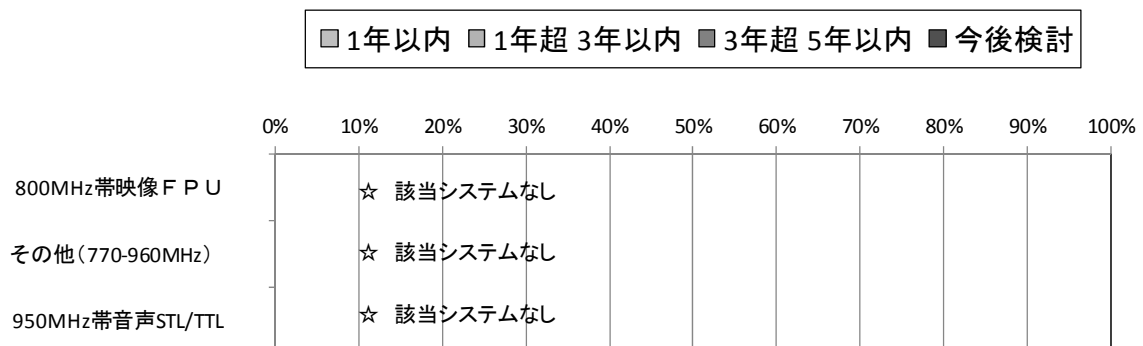 □1年以内 □1年超 3年以内 ■3年超 5年以内 ■今後検討
0% 10% 20% 30% 40% 50% 60% 70% 80% 90% 100%
800MHz帯映像ＦＰＵ ☆ 該当システムなし
その他（770-960MHz） ☆ 該当システムなし
950MHz帯音声STL/TTL ☆ 該当システムなし